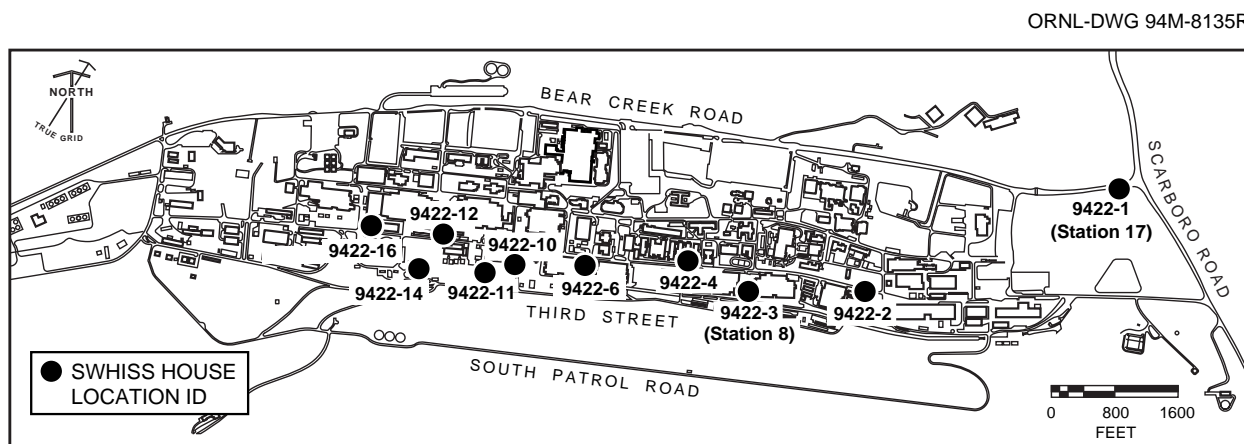 ORNL-DWG 94M-8135R
NORTH
TRUE GRID
BEAR CREEK ROAD
SCARBORO ROAD
9422-1
(Station 17)
9422-12
9422-16
9422-10
9422-14
9422-11
9422-6
9422-4
9422-3
(Station 8)
9422-2
THIRD STREET
SOUTH PATROL ROAD
SWHISS HOUSE
LOCATION ID
0 800 1600
FEET